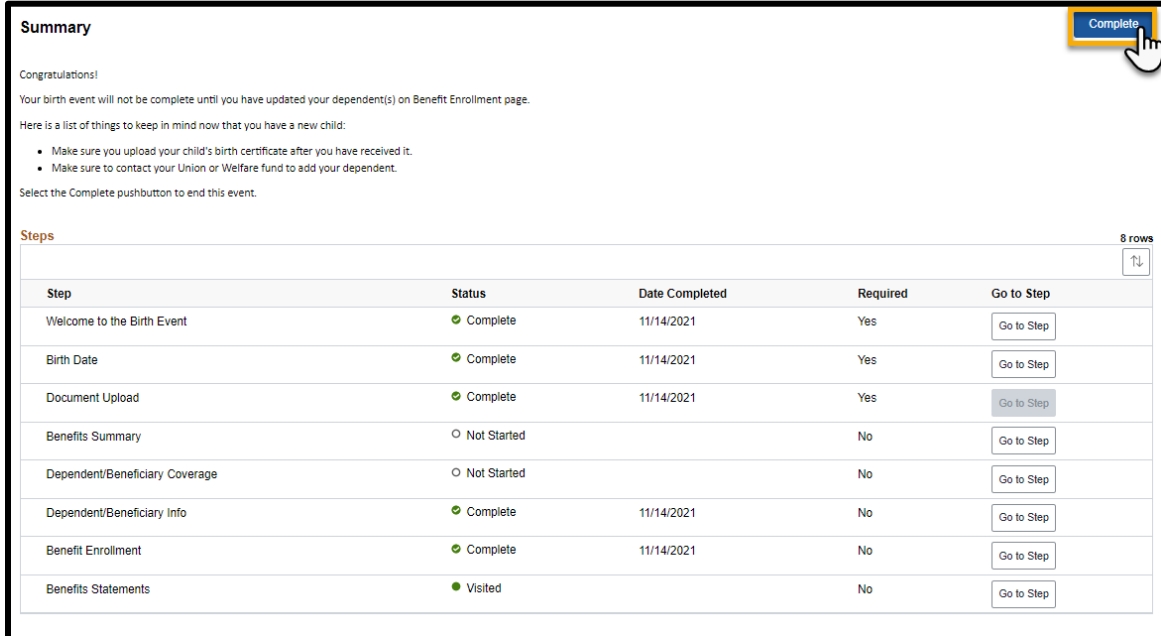 Summary
Complete
Congratulations!
Your birth event will not be complete until you have updated your dependent(s) on Benefit Enrollment page.
Here is a list of things to keep in mind now that you have a new child:
• Make sure you upload your child's birth certificate after you have received it.
• Make sure to contact your Union or Welfare fund to add your dependent.
Select the Complete pushbutton to end this event.
Steps
8 rows
Step Status Date Completed Required Go to Step
Welcome to the Birth Event Complete 11/14/2021 Yes Go to Step
Birth Date Complete 11/14/2021 Yes Go to Step
Document Upload Complete 11/14/2021 Yes Go to Step
Benefits Summary Not Started No Go to Step
Dependent/Beneficiary Coverage Not Started No Go to Step
Dependent/Beneficiary Info Complete 11/14/2021 No Go to Step
Benefit Enrollment Complete 11/14/2021 No Go to Step
Benefits Statements Visited No Go to Step